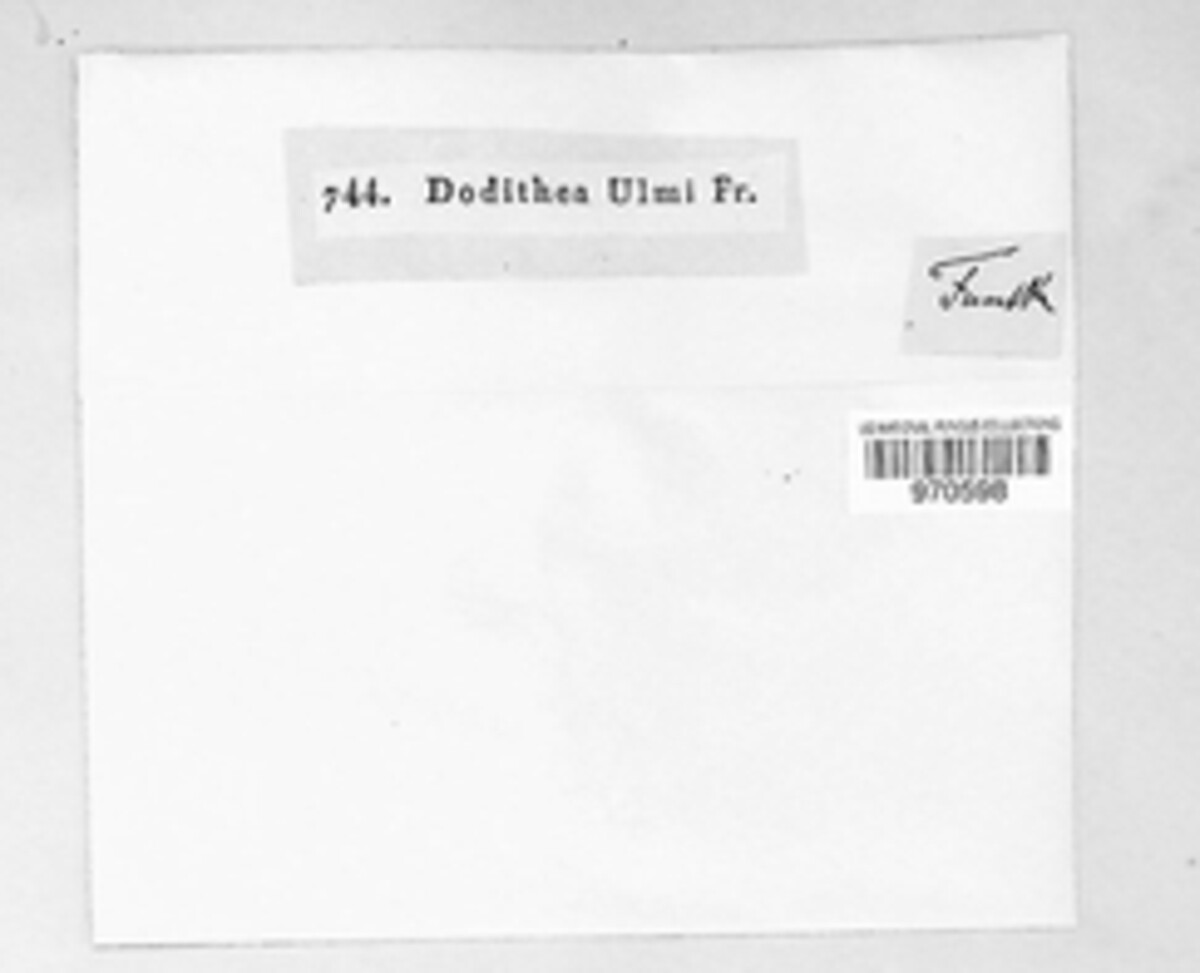 744. Dodithea Ulmi Fr.
Funck
970598